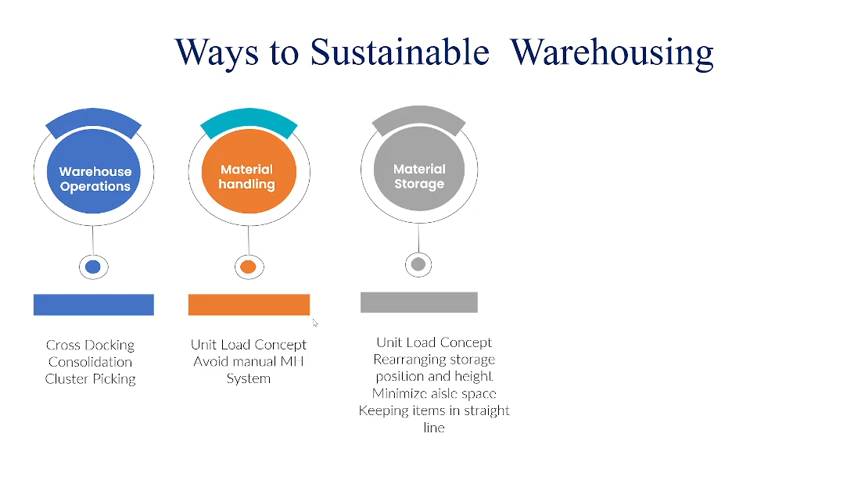 Ways to Sustainable Warehousing
Warehouse
Operations
Material
handling
Material
Storage
Cross Docking
Consolidation
Cluster Picking
Unit Load Concept
Avoid manual MH
System
Unit Load Concept
Rearranging storage
position and height
Minimize aisle space
Keeping items in straight
line